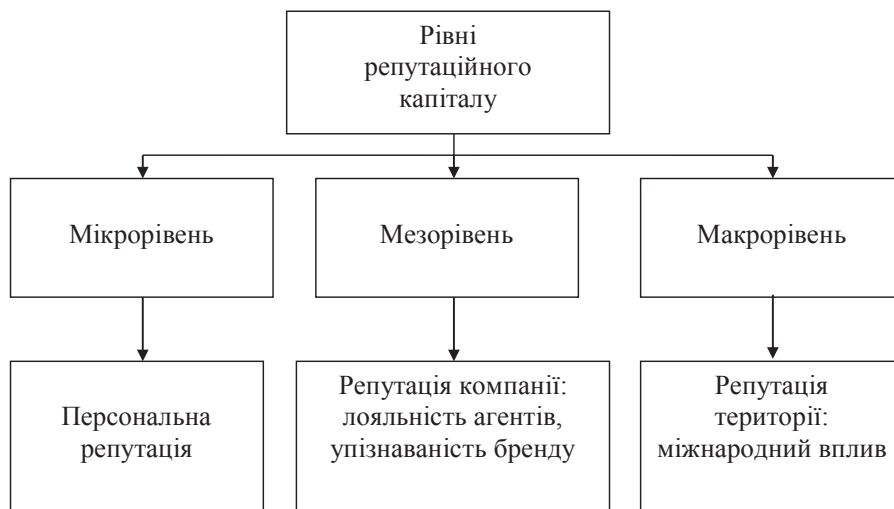 Рівні
репутаційного
капіталу
Мікрорівень
Мезорівень
Макрорівень
Персональна
репутація
Репутація компанії:
лояльність агентів,
упізнаваність бренду
Репутація
території:
міжнародний вплив